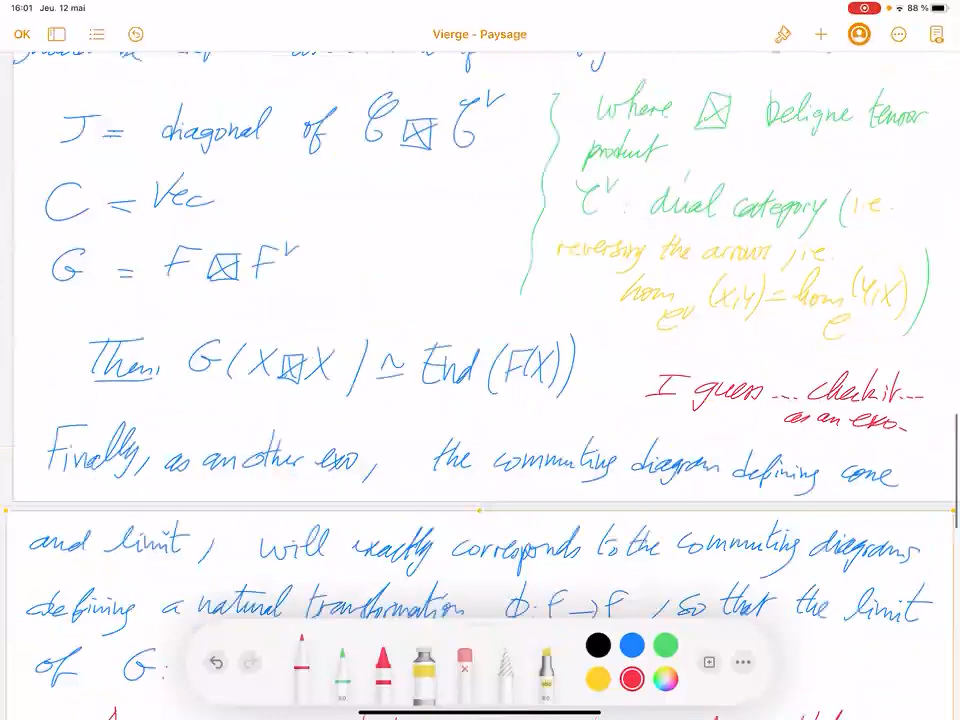 16:01 Jeu. 12 mai
88 %
OK
Vierge - Paysage
J = diagonal of C ⊠ C^v
C = Vec
G = F ⊠ F^v
{ where ⊠ Deligne tensor
product
C^v : dual category (i.e.
reversing the arrows, i.e.
hom_{C^v} (X,Y) = hom_C (Y,X) )
Then, G(X ⊠ X) ≃ End (F(X))
I guess ... check it ...
as an exo.
Finally, as another exo, the commuting diagram defining cone
and limit, will exactly corresponds to the commuting diagrams
defining a natural transformation ϕ: F → F, so that the limit
of G: